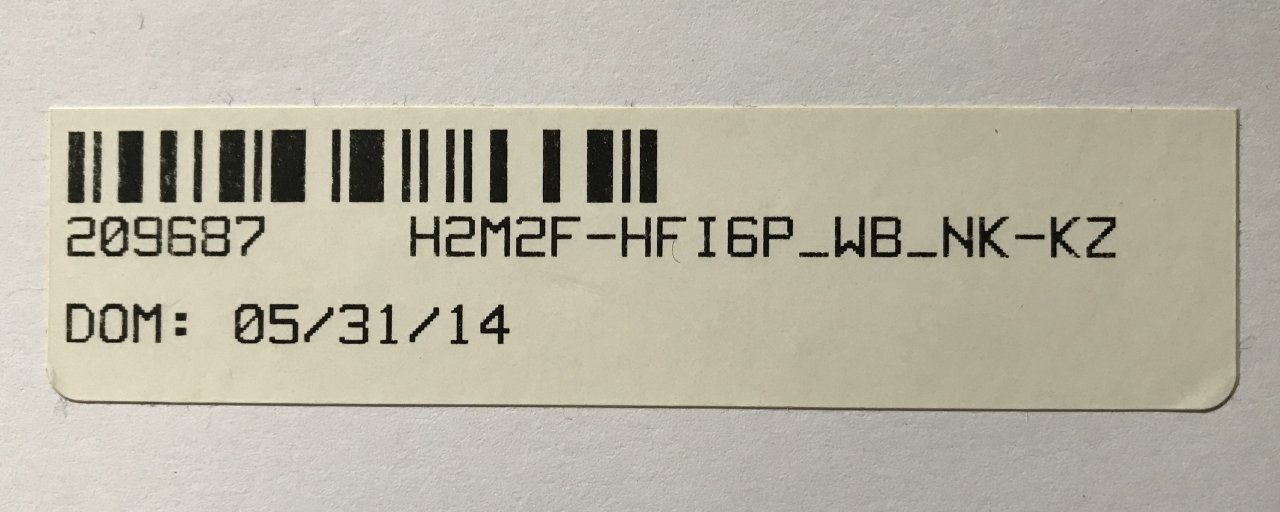 209687 H2M2F-HFI6P_WB_NK-KZ
DOM: 05/31/14